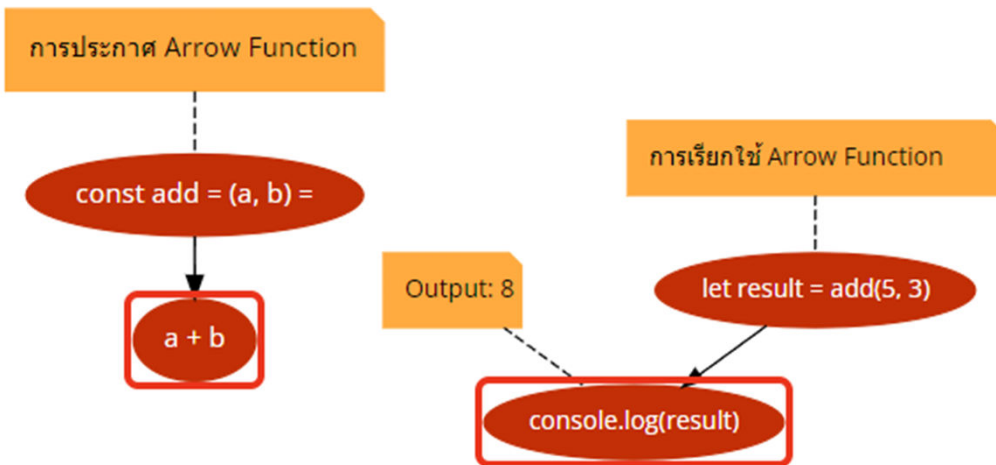 การประกาศ Arrow Function
const add = (a, b) =
a + b
การเรียกใช้ Arrow Function
let result = add(5, 3)
Output: 8
console.log(result)